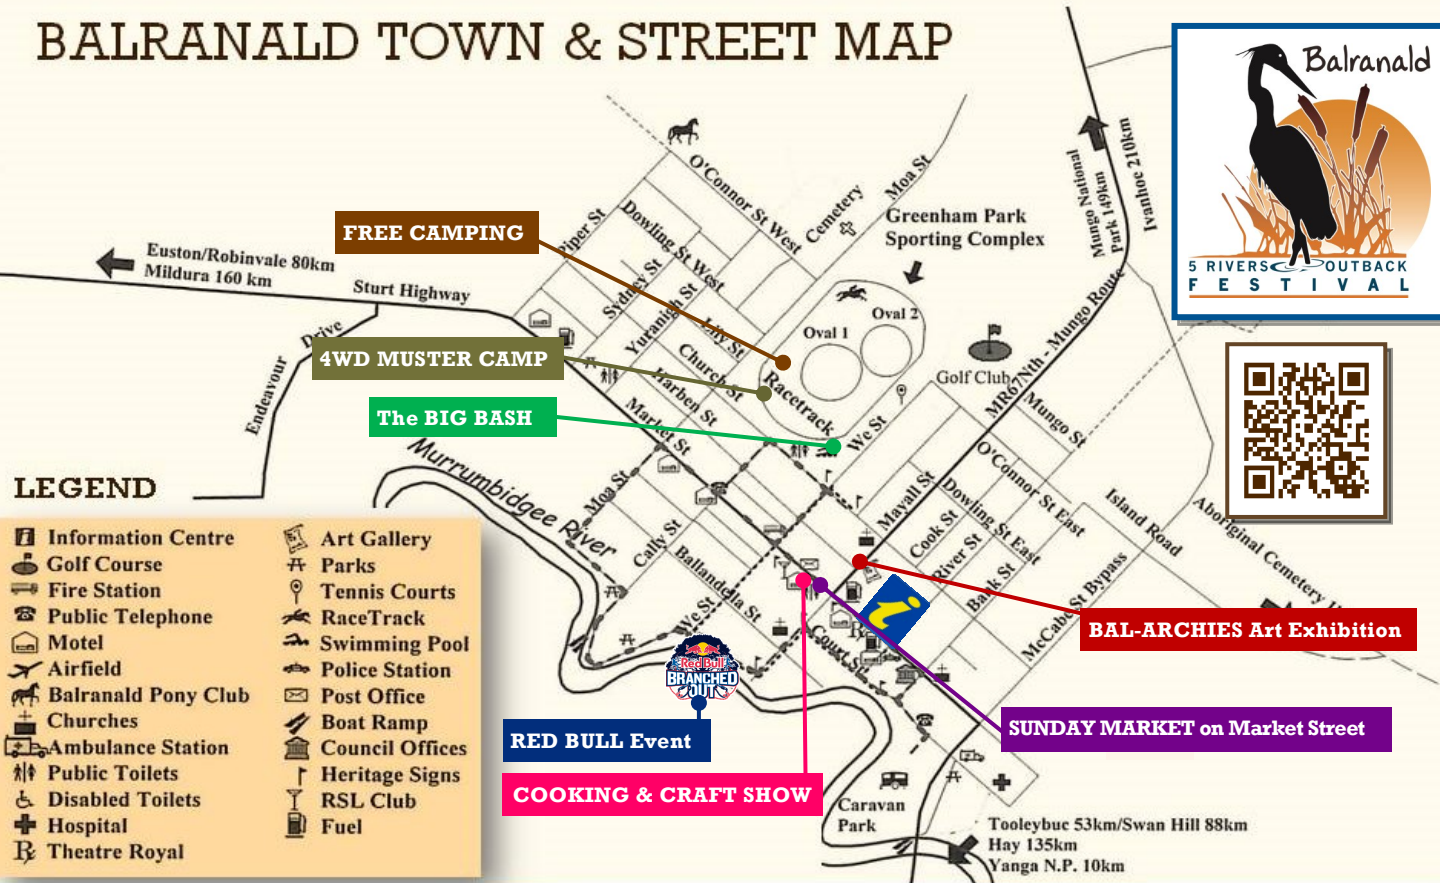 BALRANALD TOWN & STREET MAP
Balranald
5 RIVERS OUTBACK
FESTIVAL
O'Connor St West
Moa St
Cemetery
Greenham Park
Sporting Complex
Mungo National
Park 149km
Ivanhoe 210km
Piper St
Dowling St West
FREE CAMPING
Euston/Robinvale 80km
Mildura 160 km
Sturt Highway
Sydney St
Yuranigh St
Lily St
Oval 1
Oval 2
Endeavour
Drive
4WD MUSTER CAMP
Church St
Harben St
Market St
Racetrack
Golf Club
MR67Nth - Mungo Route
Mungo St
The BIG BASH
We St
Murrumbidgee River
Moa St
Cally St
Ballandella St
We St
Mayall St
Cook St
River St
Bank St
O'Connor St East
Dowling St East
Island Road
Aboriginal Cemetery
McCabe St Bypass
Court St
i
BAL-ARCHIES Art Exhibition
Red Bull
BRANCHED
OUT
RED BULL Event
SUNDAY MARKET on Market Street
COOKING & CRAFT SHOW
Caravan
Park
Tooleybuc 53km/Swan Hill 88km
Hay 135km
Yanga N.P. 10km
LEGEND
Information Centre
Golf Course
Fire Station
Public Telephone
Motel
Airfield
Balranald Pony Club
Churches
Ambulance Station
Public Toilets
Disabled Toilets
Hospital
Theatre Royal
Art Gallery
Parks
Tennis Courts
RaceTrack
Swimming Pool
Police Station
Post Office
Boat Ramp
Council Offices
Heritage Signs
RSL Club
Fuel